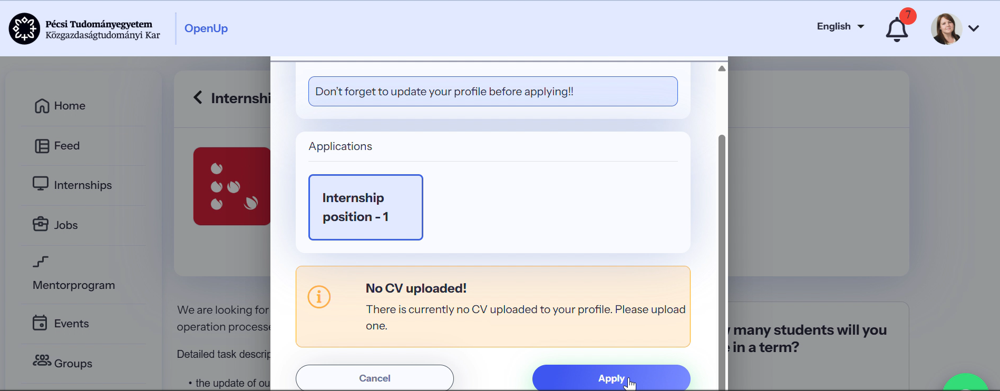 Pécsi Tudományegyetem
Közgazdaságtudományi Kar
OpenUp
English
7
Home
Feed
Internships
Jobs
Mentorprogram
Events
Groups
Internshi
We are looking for
operation process
Detailed task descrip
• the update of ou
Don't forget to update your profile before applying!!
Applications
Internship
position - 1
No CV uploaded!
There is currently no CV uploaded to your profile. Please upload
one.
Cancel
Apply
many students will you
in a term?